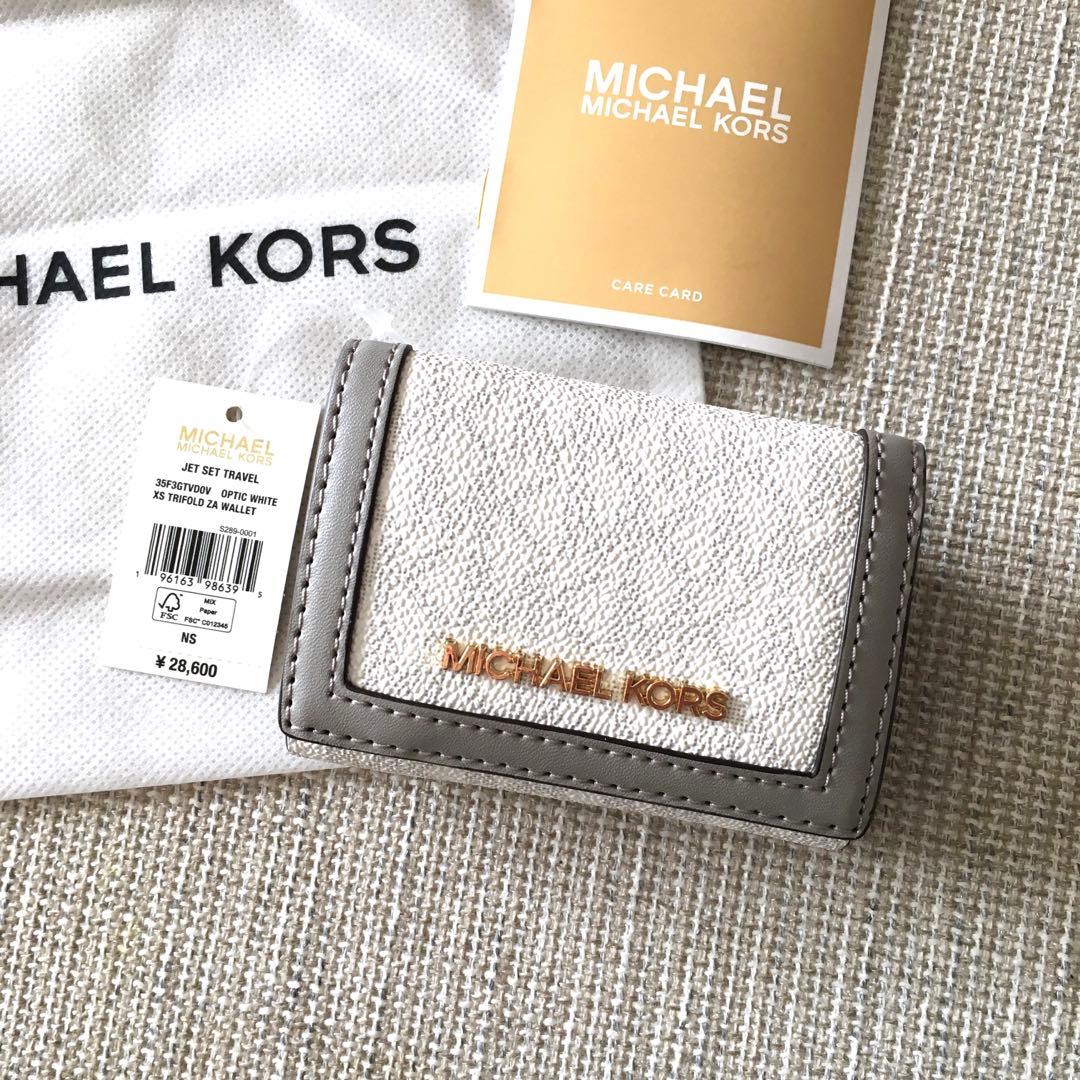 MICHAEL
MICHAEL KORS
CARE CARD
HAEL KORS
MICHAEL
MICHAEL KORS
JET SET TRAVEL
35F3GTVD0V OPTIC WHITE
XS TRIFOLD ZA WALLET
S289-0001
1 96163 98639 5
FSC
MIX
Paper
FSC™ C012345
NS
¥ 28,600
MICHAEL KORS